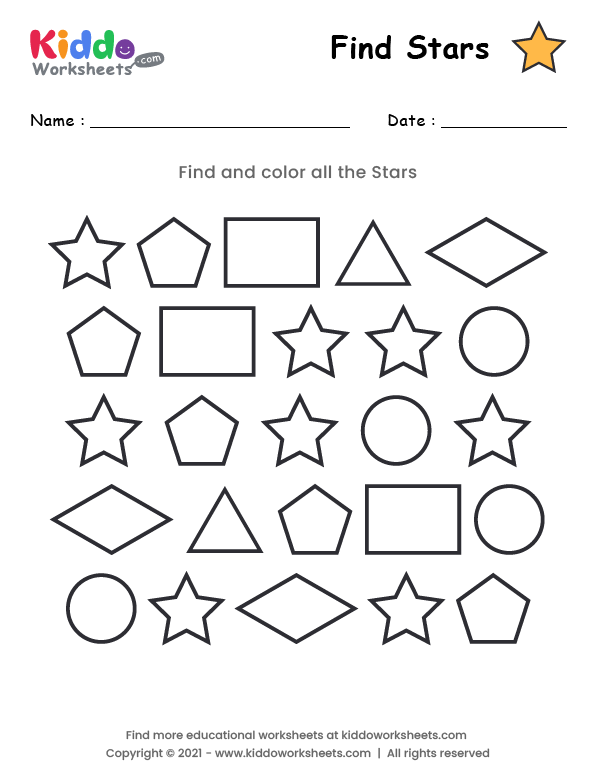 Kiddo
Worksheets .com
Find Stars
Name : Date :
Find and color all the Stars
Find more educational worksheets at kiddoworksheets.com
Copyright © 2021 - www.kiddoworksheets.com | All rights reserved